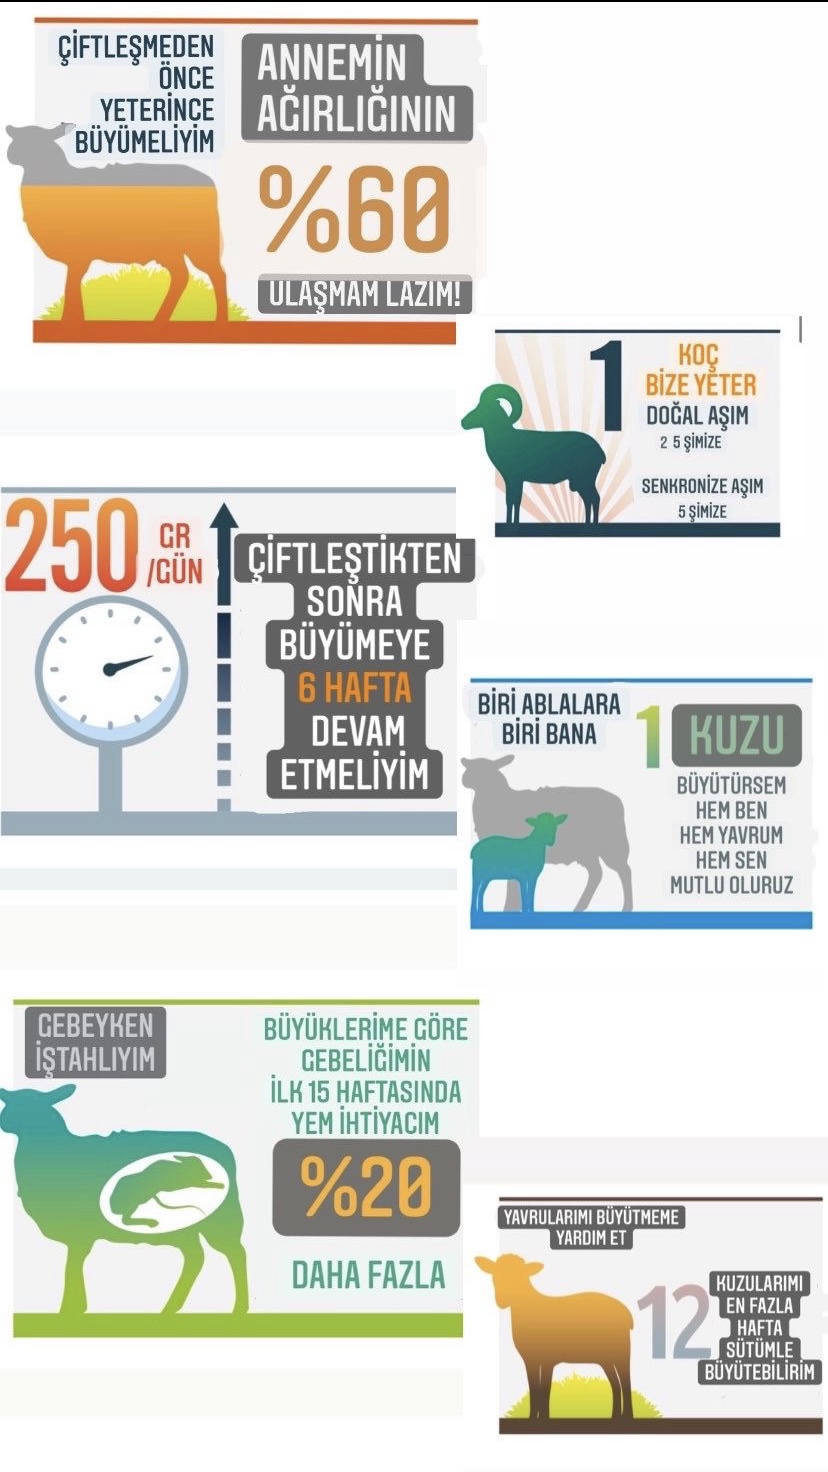 ÇİFTLEŞMEDEN
ÖNCE
YETERİNCE
BÜYÜMELİYİM
ANNEMİN
AĞIRLIĞININ
%60
ULAŞMAM LAZIM!
1
KOÇ
BİZE YETER
DOĞAL AŞIM
2 5 ŞİMİZE
SENKRONİZE AŞIM
5 ŞİMİZE
250
GR
/GÜN
ÇİFTLEŞTİKTEN
SONRA
BÜYÜMEYE
6 HAFTA
DEVAM
ETMELİYİM
BİRİ ABLALARA
BİRİ BANA
1 KUZU
BÜYÜTÜRSEM
HEM BEN
HEM YAVRUM
HEM SEN
MUTLU OLURUZ
GEBEYKEN
İŞTAHLIYIM
BÜYÜKLERİME GÖRE
GEBELİĞİMİN
İLK 15 HAFTASINDA
YEM İHTİYACIM
%20
DAHA FAZLA
YAVRULARIMI BÜYÜTMEME
YARDIM ET
12
KUZULARIMI
EN FAZLA
HAFTA
SÜTÜMLE
BÜYÜTEBİLİRİM